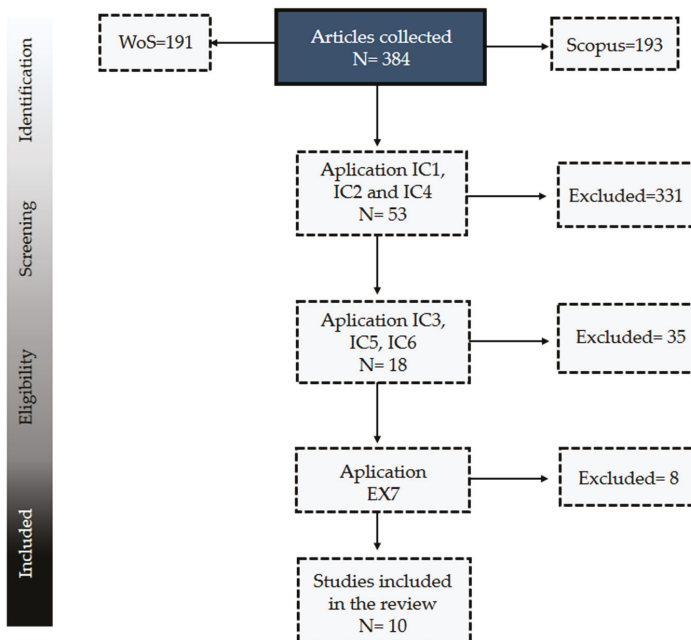 Identification
Screening
Eligibility
Included
WoS=191
Articles collected
N= 384
Scopus=193
Aplication IC1,
IC2 and IC4
N= 53
Excluded=331
Aplication IC3,
IC5, IC6
N= 18
Excluded= 35
Aplication
EX7
Excluded= 8
Studies included
in the review
N= 10